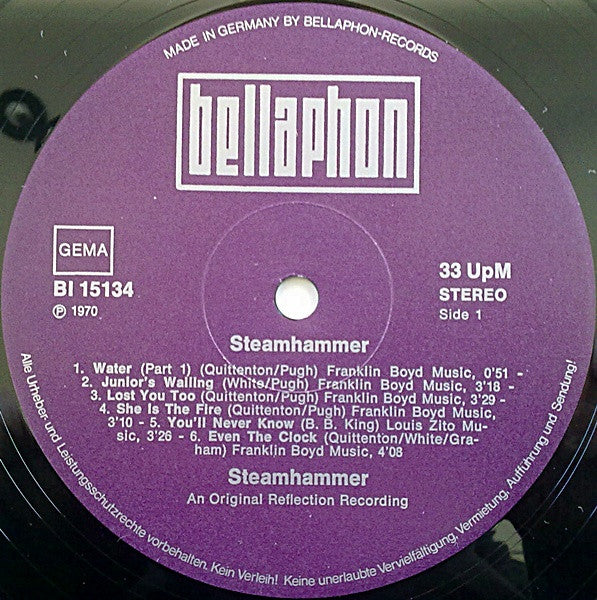 MADE IN GERMANY BY BELLAPHON-RECORDS
bellaphon
GEMA
BI 15134
℗ 1970
33 UpM
STEREO
Side 1
Steamhammer
1. Water (Part 1) (Quittenton/Pugh) Franklin Boyd Music, 0'51 -
2. Junior's Wailing (White/Pugh) Franklin Boyd Music, 3'18 -
3. Lost You Too (Quittenton/Pugh) Franklin Boyd Music, 3'29 -
4. She Is The Fire (Quittenton/Pugh) Franklin Boyd Music,
3'10 - 5. You'll Never Know (B. B. King) Louis Zito Mu-
sic, 3'26 - 6. Even The Clock (Quittenton/White/Gra-
ham) Franklin Boyd Music, 4'08
Steamhammer
An Original Reflection Recording
Alle Urheber- und Leistungsschutzrechte vorbehalten. Kein Verleih! Keine unerlaubte Vervielfältigung, Vermietung, Aufführung und Sendung!